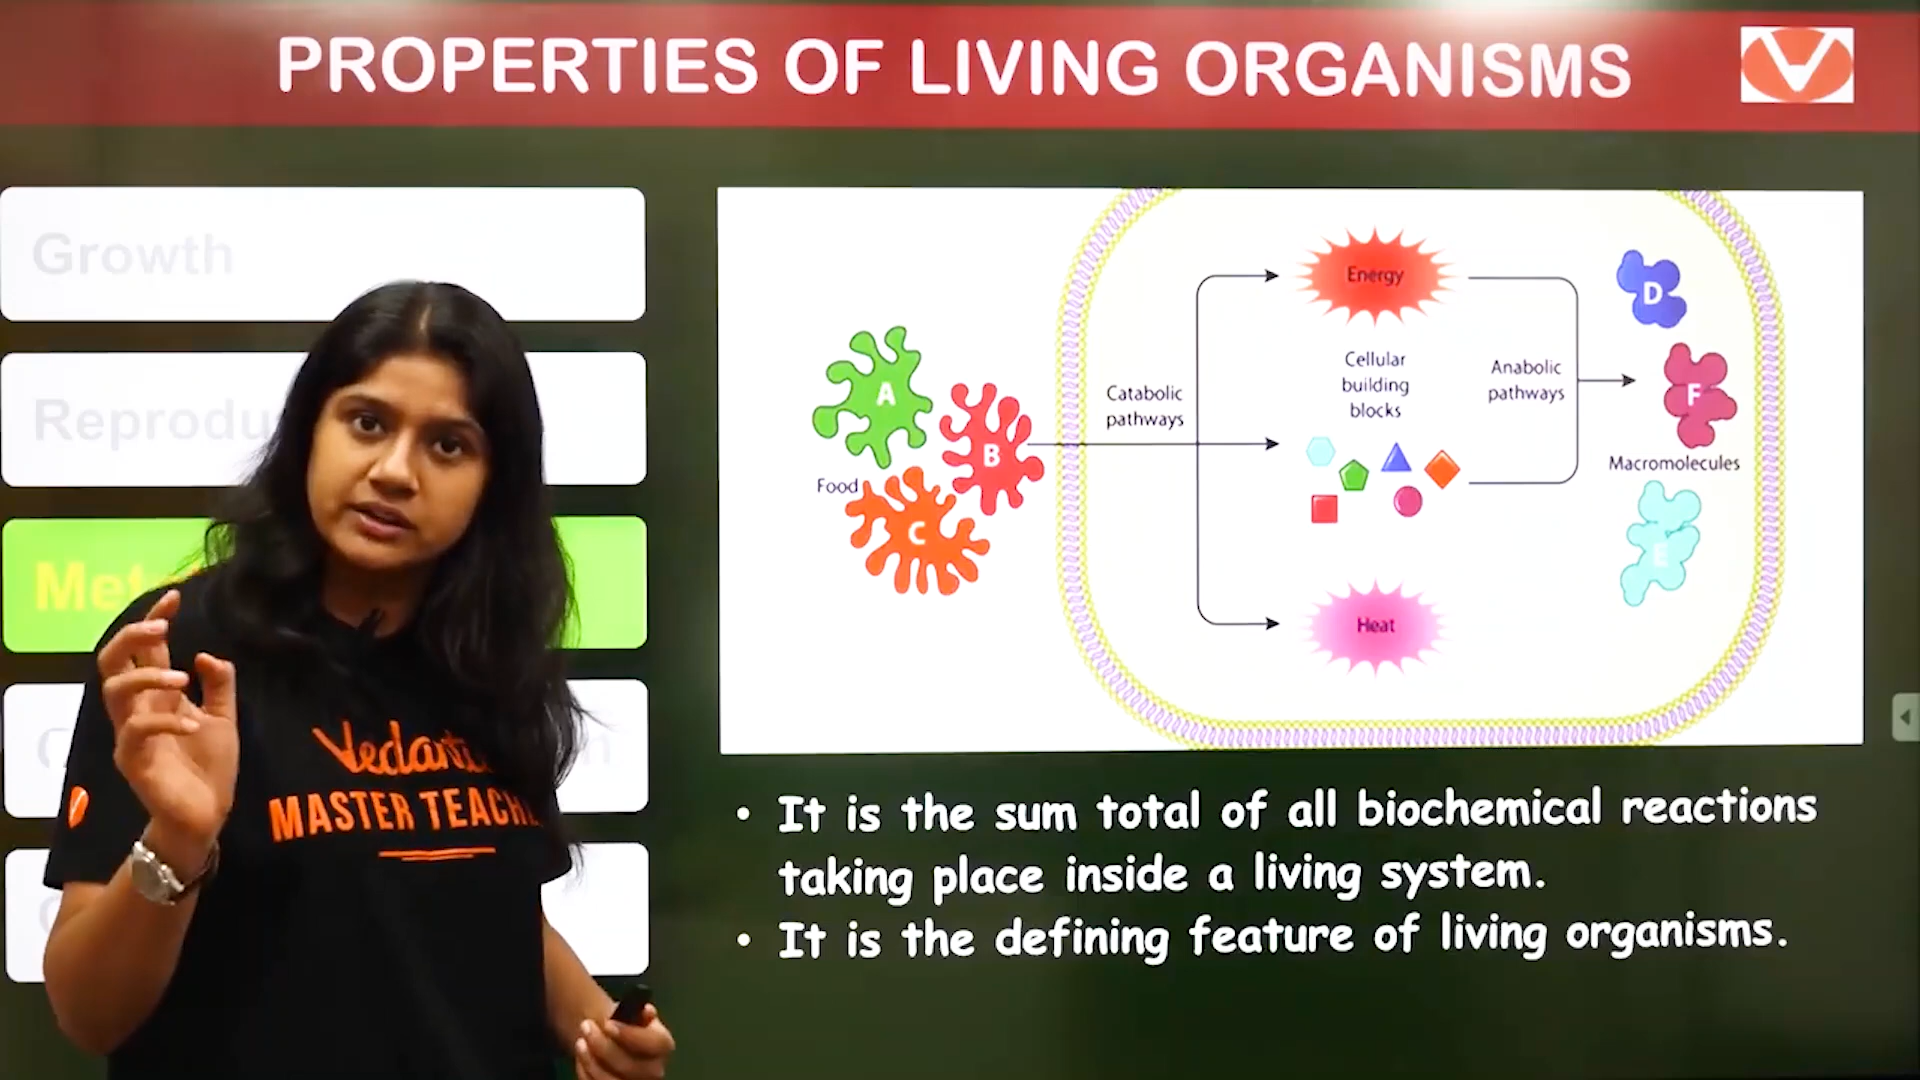 PROPERTIES OF LIVING ORGANISMS
Growth
A
B
C
Food
Catabolic
pathways
Energy
Cellular
building
blocks
Heat
Anabolic
pathways
D
F
Macromolecules
E
Vedantu
MASTER
• It is the sum total of all biochemical reactions
taking place inside a living system.
• It is the defining feature of living organisms.